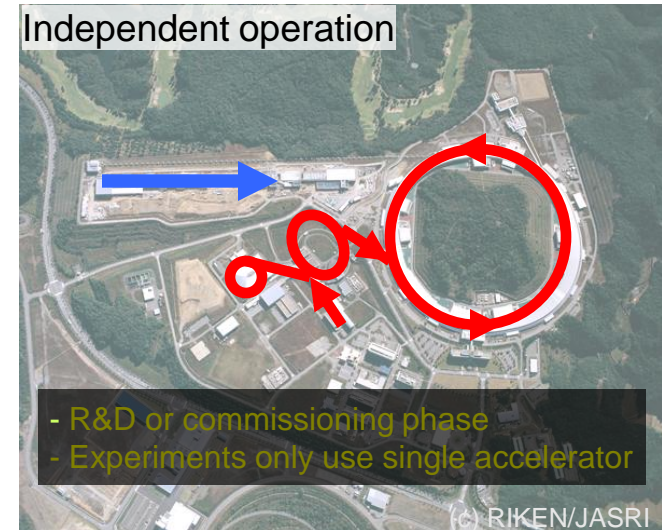 Independent operation
- R&D or commissioning phase
- Experiments only use single accelerator
(c) RIKEN/JASRI